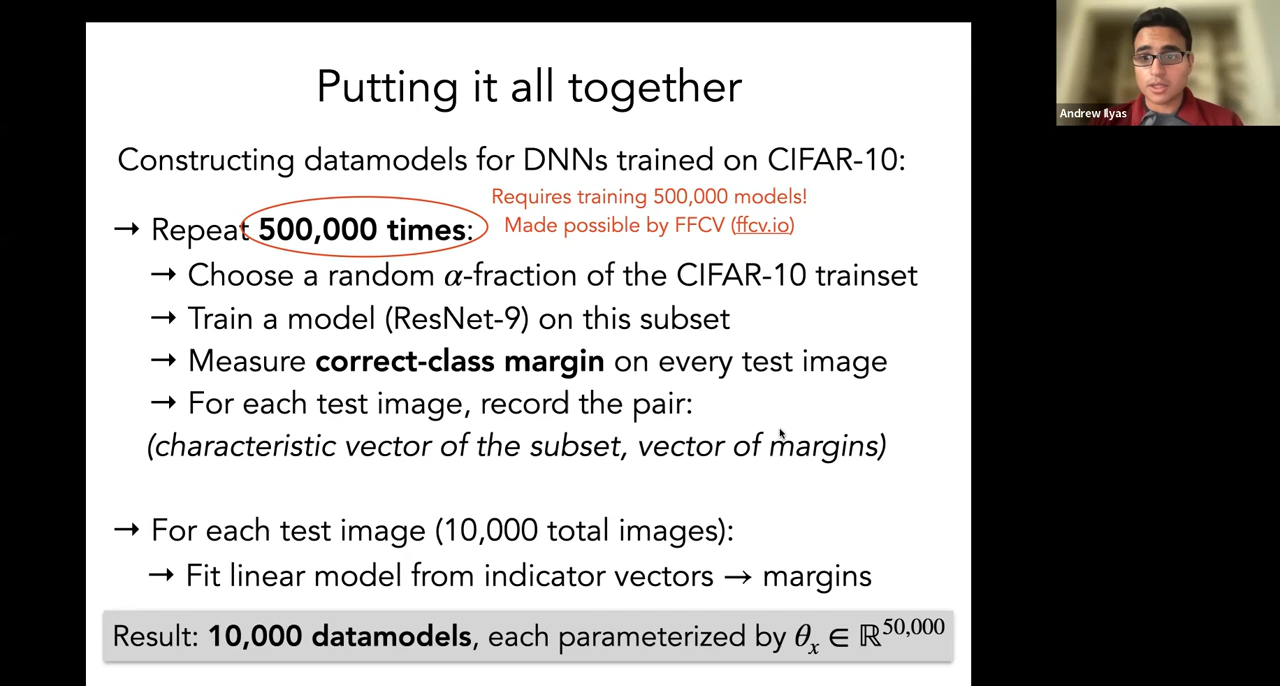 Putting it all together
Constructing datamodels for DNNs trained on CIFAR-10:
Requires training 500,000 models!
Made possible by FFCV (ffcv.io)
→ Repeat 500,000 times:
→ Choose a random α-fraction of the CIFAR-10 trainset
→ Train a model (ResNet-9) on this subset
→ Measure correct-class margin on every test image
→ For each test image, record the pair:
(characteristic vector of the subset, vector of margins)
→ For each test image (10,000 total images):
→ Fit linear model from indicator vectors → margins
Result: 10,000 datamodels, each parameterized by θₓ ∈ ℝ^50,000
Andrew Ilyas